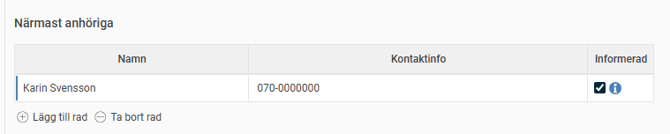 Närmast anhöriga
Namn Kontaktinfo Informerad
Karin Svensson 070-0000000
Lägg till rad Ta bort rad